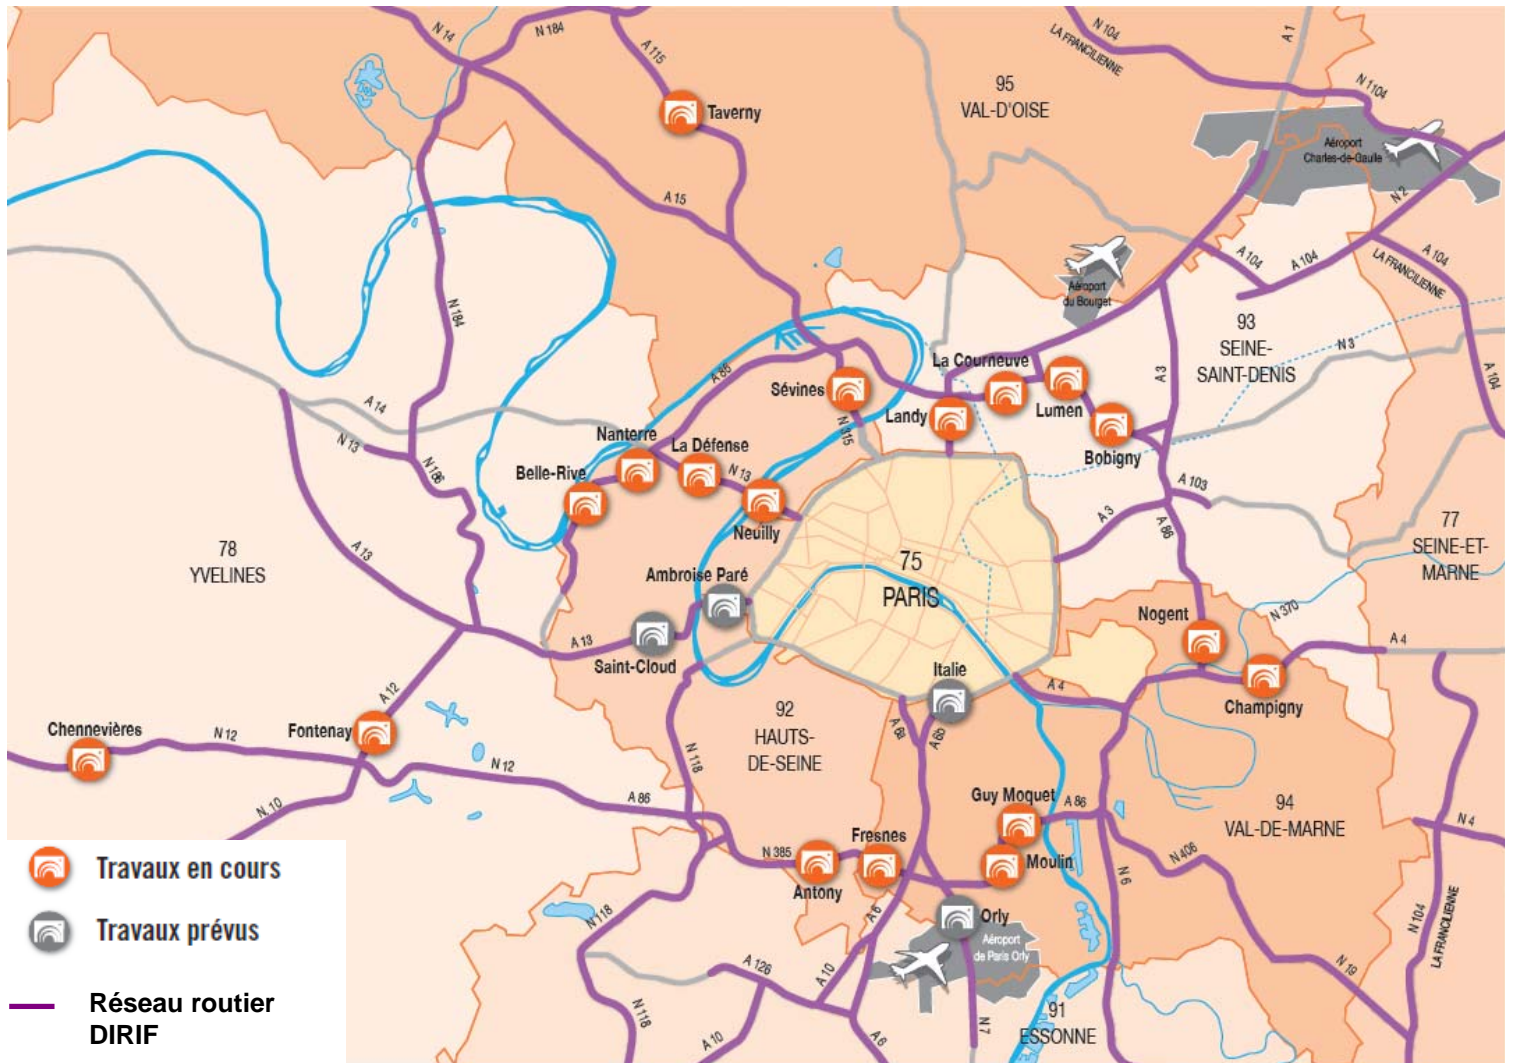 N 14
N 184
A 115
N 104
LA FRANCILIENNE
A 1
N 1104
95
VAL-D'OISE
Taverny
Aéroport
Charles-de-Gaulle
A 15
N 2
A 104
A 104
A 104
LA FRANCILIENNE
Aéroport
du Bourget
N 184
93
SEINE-
SAINT-DENIS
N 3
A 3
A 104
A 86
La Courneuve
Sévines
Lumen
Landy
A 14
N 315
Nanterre
La Défense
Bobigny
N 13
N 186
Belle-Rive
N 13
A 103
Neuilly
A 3
A 86
77
SEINE-ET-
MARNE
78
YVELINES
A 13
75
PARIS
Ambroise Paré
Nogent
N 370
A 13
Saint-Cloud
A 4
Italie
A 4
Champigny
A 12
92
HAUTS-
DE-SEINE
A 6a
A 6b
Chennevières
N 12
Fontenay
N 118
N 12
N 10
A 86
Guy Moquet
A 86
94
VAL-DE-MARNE
N 4
Fresnes
N 385
Moulin
N 406
N 6
Antony
Travaux en cours
N 118
A 6
Orly
N 104
LA FRANCILIENNE
Travaux prévus
Aéroport
de Paris Orly
A 126
A 10
N 19
Réseau routier
DIRIF
N 118
A 10
A 6
N 7
91
ESSONNE